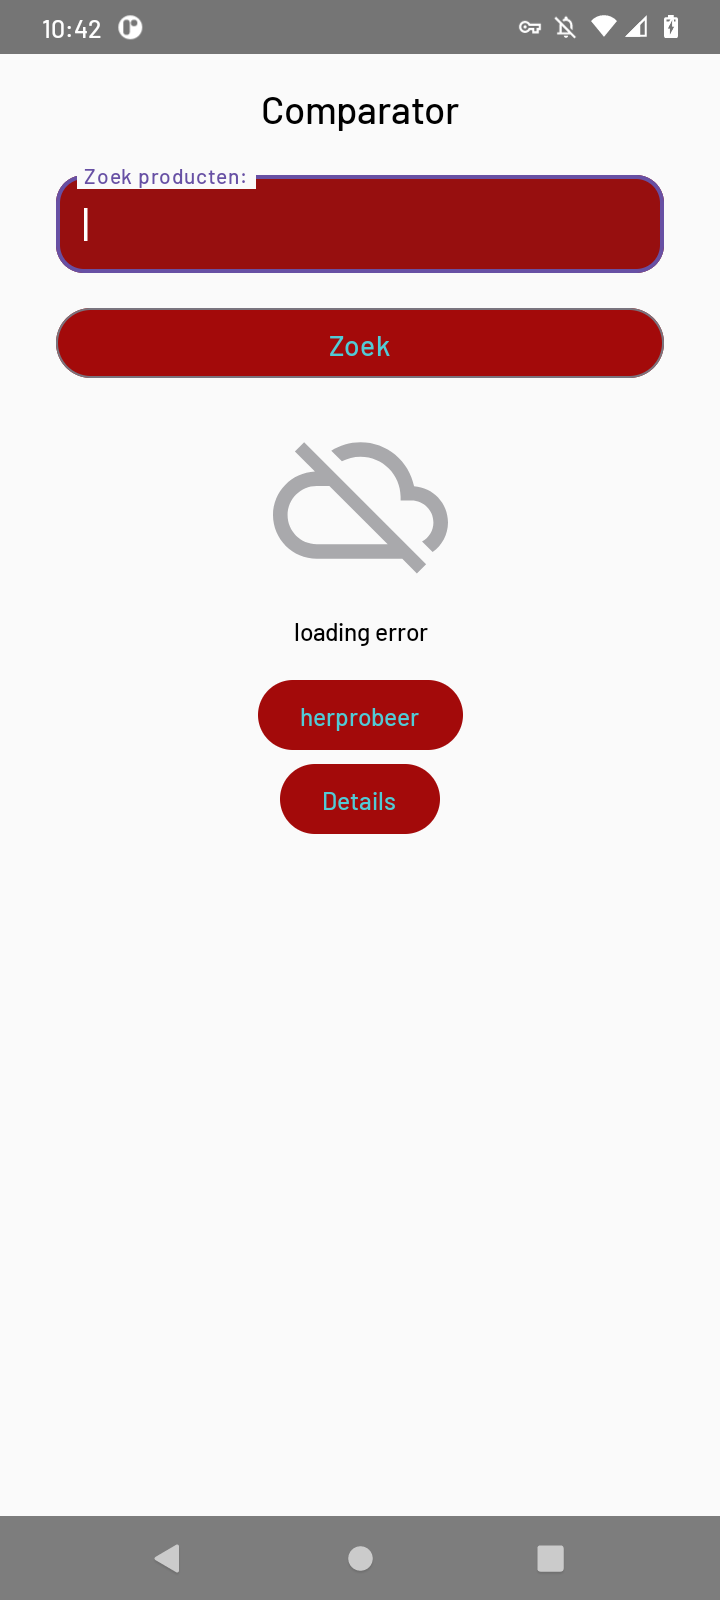 10:42
Comparator
Zoek producten:
Zoek
loading error
herprobeer
Details